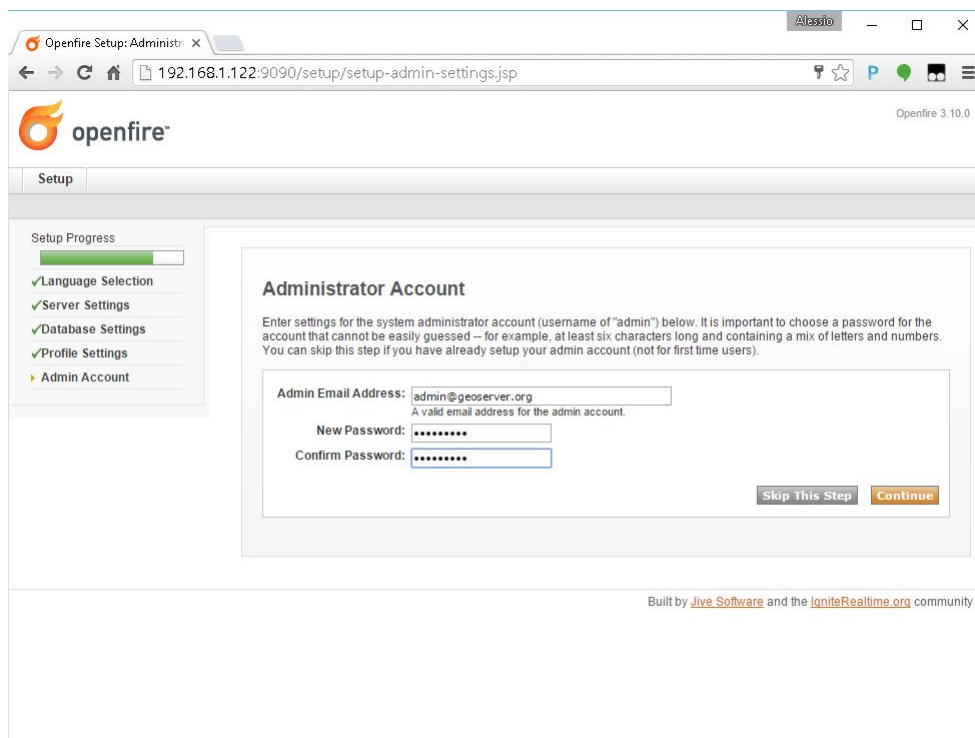 Alessio
Openfire Setup: Administr
192.168.1.122:9090/setup/setup-admin-settings.jsp
P
openfire™
Openfire 3.10.0
Setup
Setup Progress
Language Selection
Server Settings
Database Settings
Profile Settings
Admin Account
Administrator Account
Enter settings for the system administrator account (username of "admin") below. It is important to choose a password for the
account that cannot be easily guessed -- for example, at least six characters long and containing a mix of letters and numbers.
You can skip this step if you have already setup your admin account (not for first time users).
Admin Email Address: admin@geoserver.org
A valid email address for the admin account.
New Password: •••••••••
Confirm Password: •••••••••
Skip This Step Continue
Built by Jive Software and the IgniteRealtime.org community